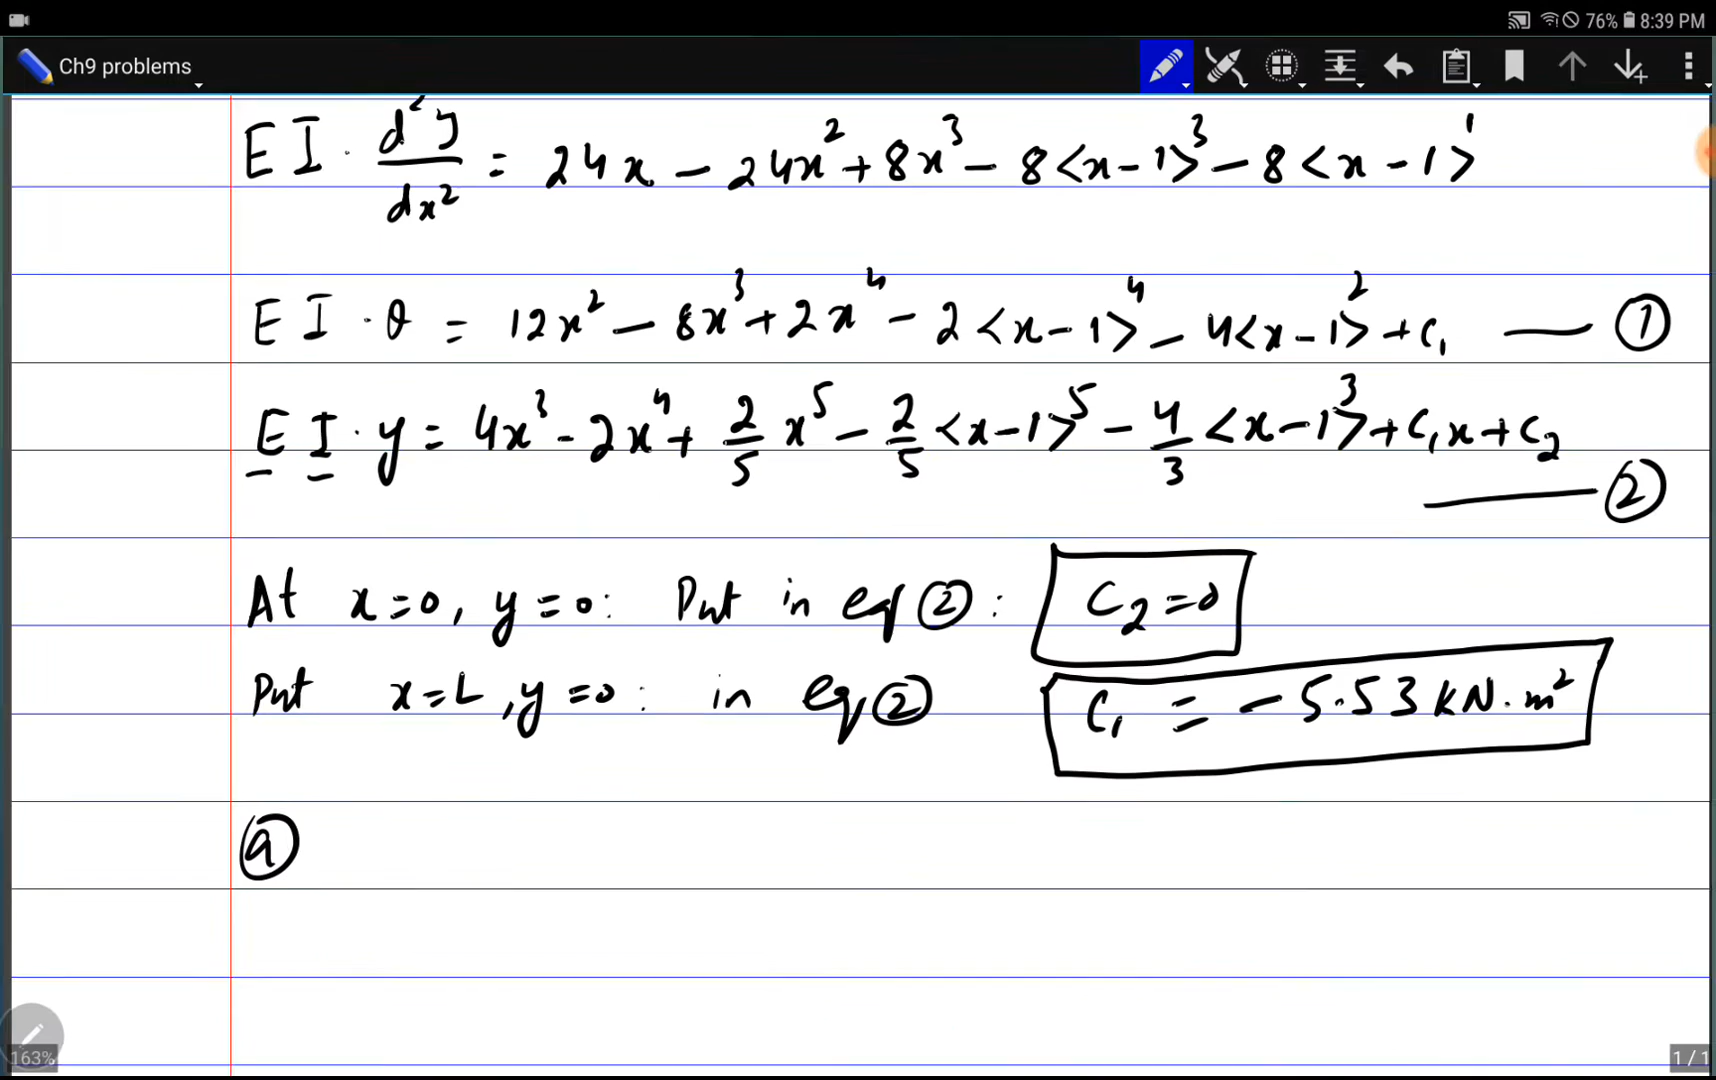 76% 8:39 PM
Ch9 problems
EI · d²y/dx² = 24x − 24x² + 8x³ − 8<x−1>³ − 8<x−1>¹
EI · θ = 12x² − 8x³ + 2x⁴ − 2<x−1>⁴ − 4<x−1>² + C₁ —— ①
EI · y = 4x³ − 2x⁴ + 2/5 x⁵ − 2/5 <x−1>⁵ − 4/3 <x−1>³ + C₁x + C₂
—— ②
At x=0, y=0: Put in eq ②: C₂ = 0
Put x=L, y=0: in eq ② C₁ = −5.53 kN·m²
ⓐ
163%
1 / 1